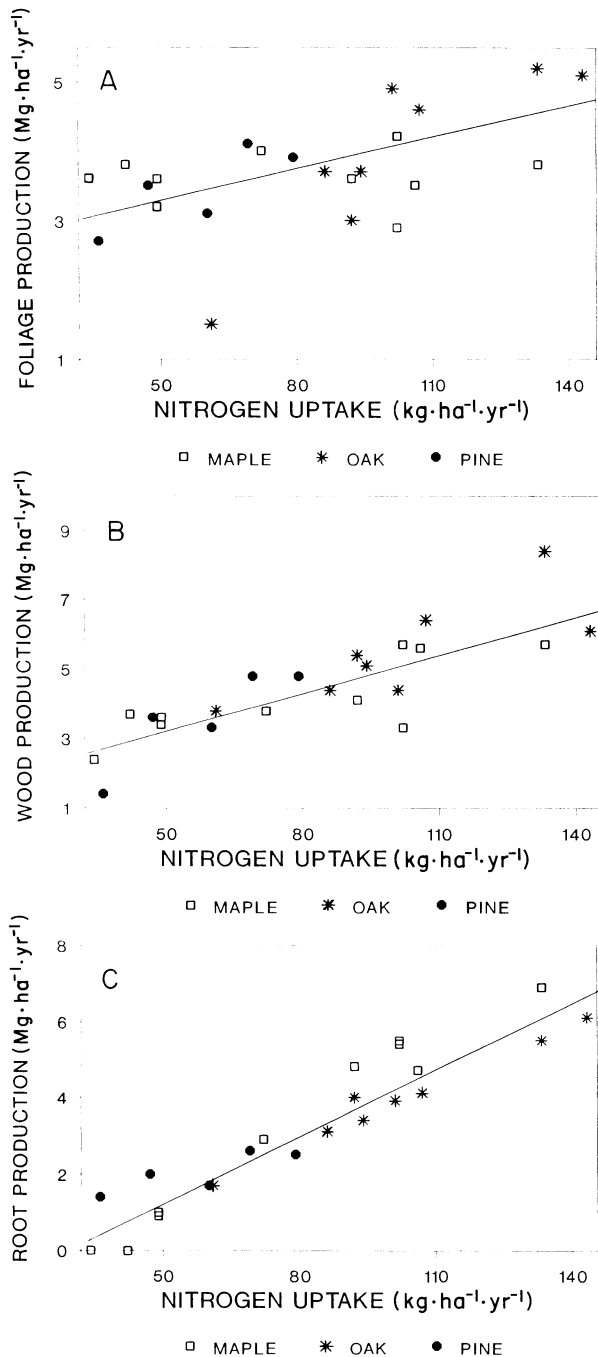 A
FOLIAGE PRODUCTION (Mg·ha⁻¹·yr⁻¹)
5
3
1
50 80 110 140
NITROGEN UPTAKE (kg·ha⁻¹·yr⁻¹)
□ MAPLE ✳ OAK ● PINE
B
WOOD PRODUCTION (Mg·ha⁻¹·yr⁻¹)
9
7
5
3
1
50 80 110 140
NITROGEN UPTAKE (kg·ha⁻¹·yr⁻¹)
□ MAPLE ✳ OAK ● PINE
C
ROOT PRODUCTION (Mg·ha⁻¹·yr⁻¹)
8
6
4
2
0
50 80 110 140
NITROGEN UPTAKE (kg·ha⁻¹·yr⁻¹)
□ MAPLE ✳ OAK ● PINE